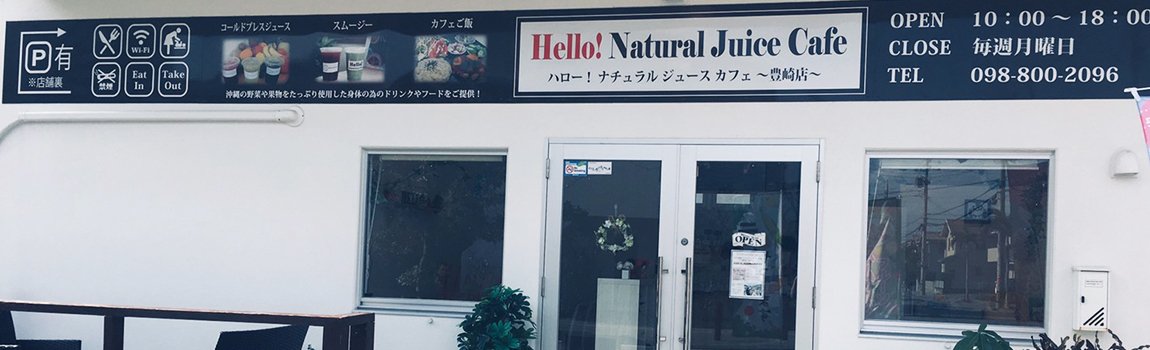 P 有
※店舗裏
Wi-Fi
禁煙
Eat In
Take Out
コールドプレスジュース
スムージー
カフェご飯
沖縄の野菜や果物をたっぷり使用した身体の為のドリンクやフードをご提供！
Hello! Natural Juice Cafe
ハロー！ ナチュラル ジュース カフェ 〜豊崎店〜
OPEN 10：00 〜 18：00
CLOSE 毎週月曜日
TEL 098-800-2096
OPEN